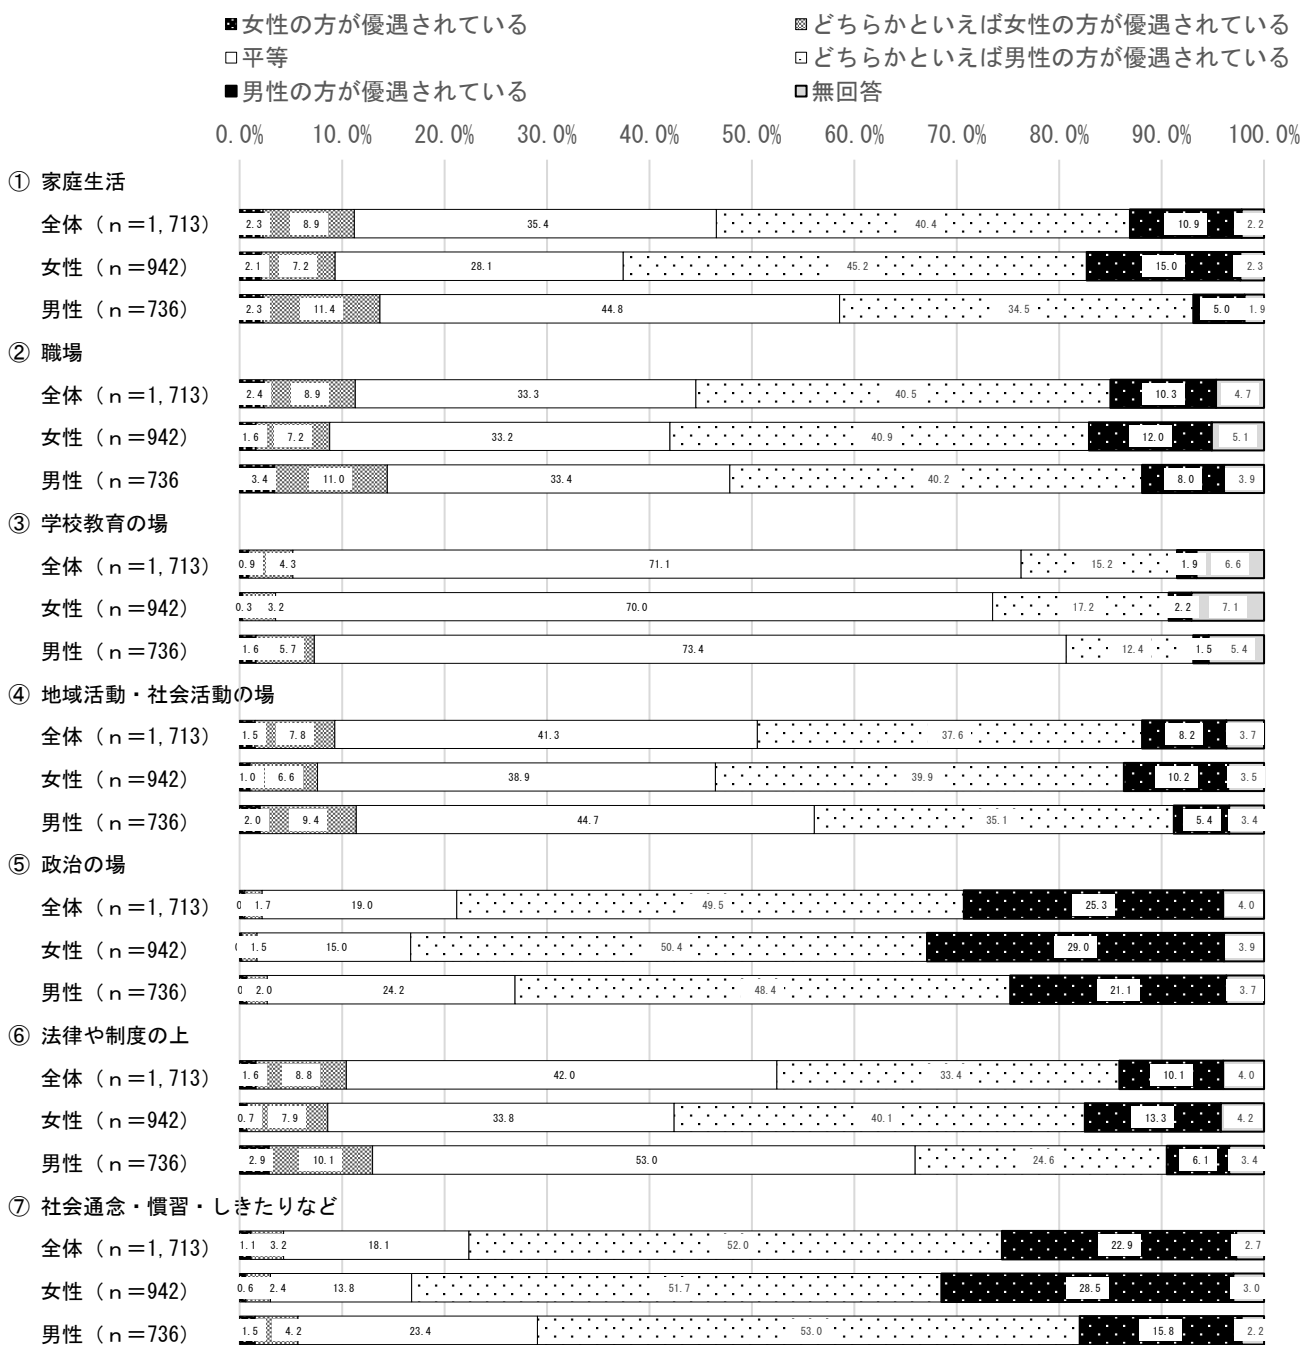 ■女性の方が優遇されている ▩どちらかといえば女性の方が優遇されている
□平等 □どちらかといえば男性の方が優遇されている
■男性の方が優遇されている □無回答
0.0% 10.0% 20.0% 30.0% 40.0% 50.0% 60.0% 70.0% 80.0% 90.0% 100.0%
① 家庭生活
全体（ｎ＝1,713） 2.3 8.9 35.4 40.4 10.9 2.2
女性（ｎ＝942） 2.1 7.2 28.1 45.2 15.0 2.3
男性（ｎ＝736） 2.3 11.4 44.8 34.5 5.0 1.9
② 職場
全体（ｎ＝1,713） 2.4 8.9 33.3 40.5 10.3 4.7
女性（ｎ＝942） 1.6 7.2 33.2 40.9 12.0 5.1
男性（ｎ＝736 3.4 11.0 33.4 40.2 8.0 3.9
③ 学校教育の場
全体（ｎ＝1,713） 0.9 4.3 71.1 15.2 1.9 6.6
女性（ｎ＝942） 0.3 3.2 70.0 17.2 2.2 7.1
男性（ｎ＝736） 1.6 5.7 73.4 12.4 1.5 5.4
④ 地域活動・社会活動の場
全体（ｎ＝1,713） 1.5 7.8 41.3 37.6 8.2 3.7
女性（ｎ＝942） 1.0 6.6 38.9 39.9 10.2 3.5
男性（ｎ＝736） 2.0 9.4 44.7 35.1 5.4 3.4
⑤ 政治の場
全体（ｎ＝1,713） 1.7 19.0 49.5 25.3 4.0
女性（ｎ＝942） 1.5 15.0 50.4 29.0 3.9
男性（ｎ＝736） 2.0 24.2 48.4 21.1 3.7
⑥ 法律や制度の上
全体（ｎ＝1,713） 1.6 8.8 42.0 33.4 10.1 4.0
女性（ｎ＝942） 0.7 7.9 33.8 40.1 13.3 4.2
男性（ｎ＝736） 2.9 10.1 53.0 24.6 6.1 3.4
⑦ 社会通念・慣習・しきたりなど
全体（ｎ＝1,713） 1.1 3.2 18.1 52.0 22.9 2.7
女性（ｎ＝942） 0.6 2.4 13.8 51.7 28.5 3.0
男性（ｎ＝736） 1.5 4.2 23.4 53.0 15.8 2.2